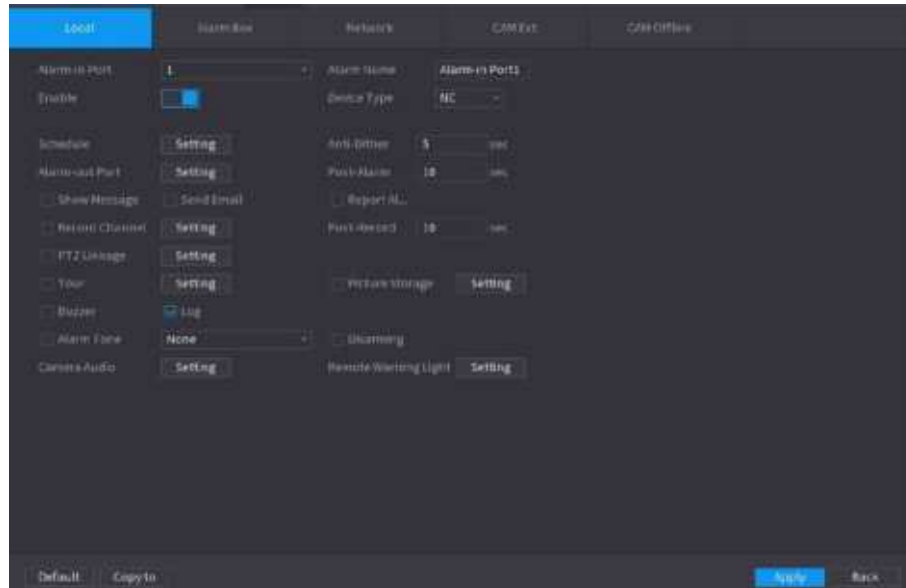 Local Alarm Box Network CAM Ext CAM Offline
Alarm-in Port 1 Alarm Name Alarm-in Port1
Enable Device Type NC
Schedule Setting Anti-Dither 5 sec
Alarm-out Port Setting Post-Alarm 10 sec
Show Message Send Email Report Al...
Record Channel Setting Post-Record 10 sec
PTZ Linkage Setting
Tour Setting Picture Storage Setting
Buzzer Log
Alarm Tone None Disarming
Camera Audio Setting Remote Warning Light Setting
Default Copy to Apply Back